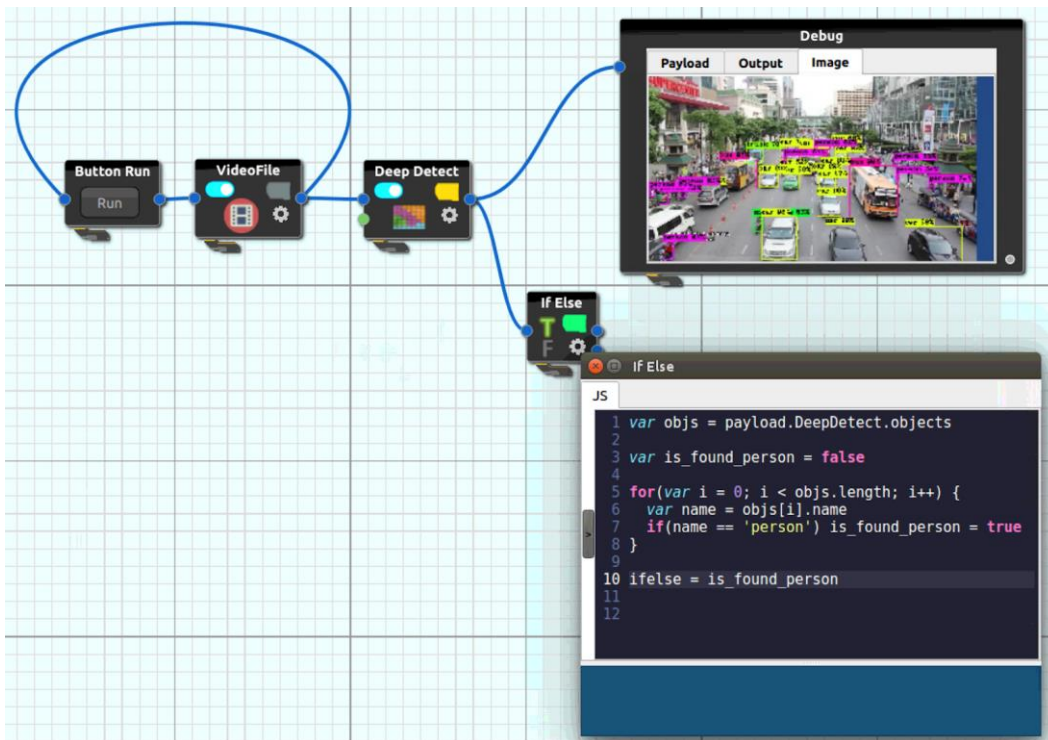 Debug
Payload Output Image
Button Run
Run
VideoFile
Deep Detect
If Else
T
F
If Else
JS
1 var objs = payload.DeepDetect.objects
2
3 var is_found_person = false
4
5 for(var i = 0; i < objs.length; i++) {
6 var name = objs[i].name
7 if(name == 'person') is_found_person = true
8 }
9
10 ifelse = is_found_person
11
12
>